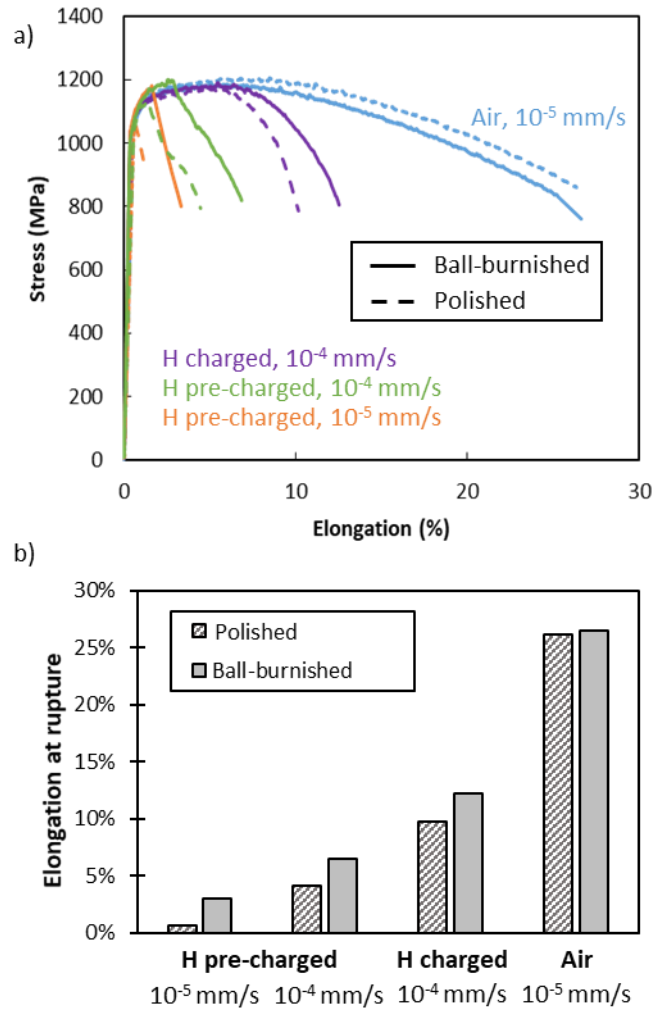 a)
1400
1200
1000
800
600
400
200
0
Stress (MPa)
Air, 10⁻⁵ mm/s
Ball-burnished
Polished
H charged, 10⁻⁴ mm/s
H pre-charged, 10⁻⁴ mm/s
H pre-charged, 10⁻⁵ mm/s
0 10 20 30
Elongation (%)
b)
30%
25%
20%
15%
10%
5%
0%
Elongation at rupture
Polished
Ball-burnished
H pre-charged H charged Air
10⁻⁵ mm/s 10⁻⁴ mm/s 10⁻⁴ mm/s 10⁻⁵ mm/s